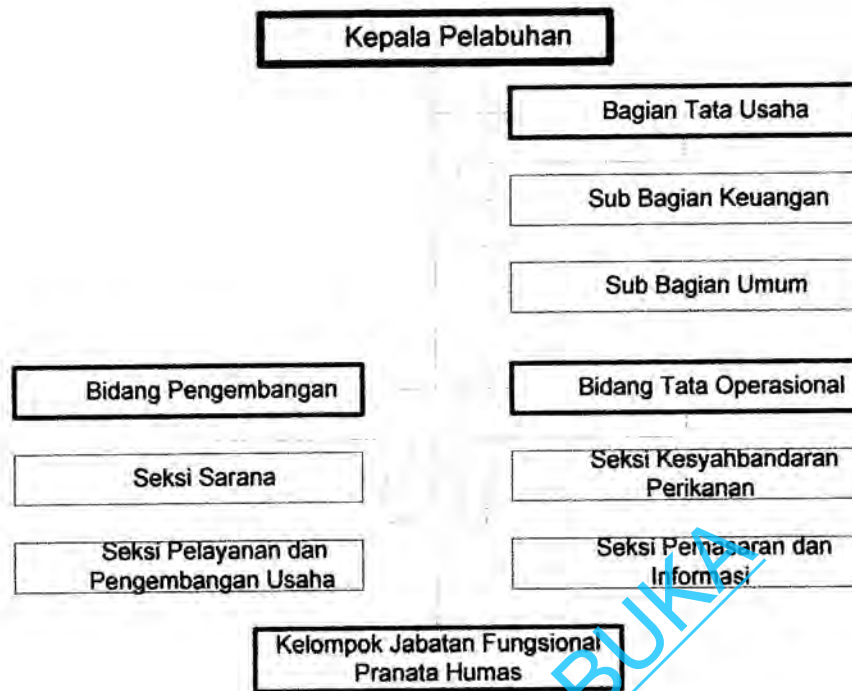 Kepala Pelabuhan
Bagian Tata Usaha
Sub Bagian Keuangan
Sub Bagian Umum
Bidang Pengembangan
Bidang Tata Operasional
Seksi Sarana
Seksi Kesyahbandaran
Perikanan
Seksi Pelayanan dan
Pengembangan Usaha
Seksi Pemasaran dan
Informasi
Kelompok Jabatan Fungsional
Pranata Humas
BUKA